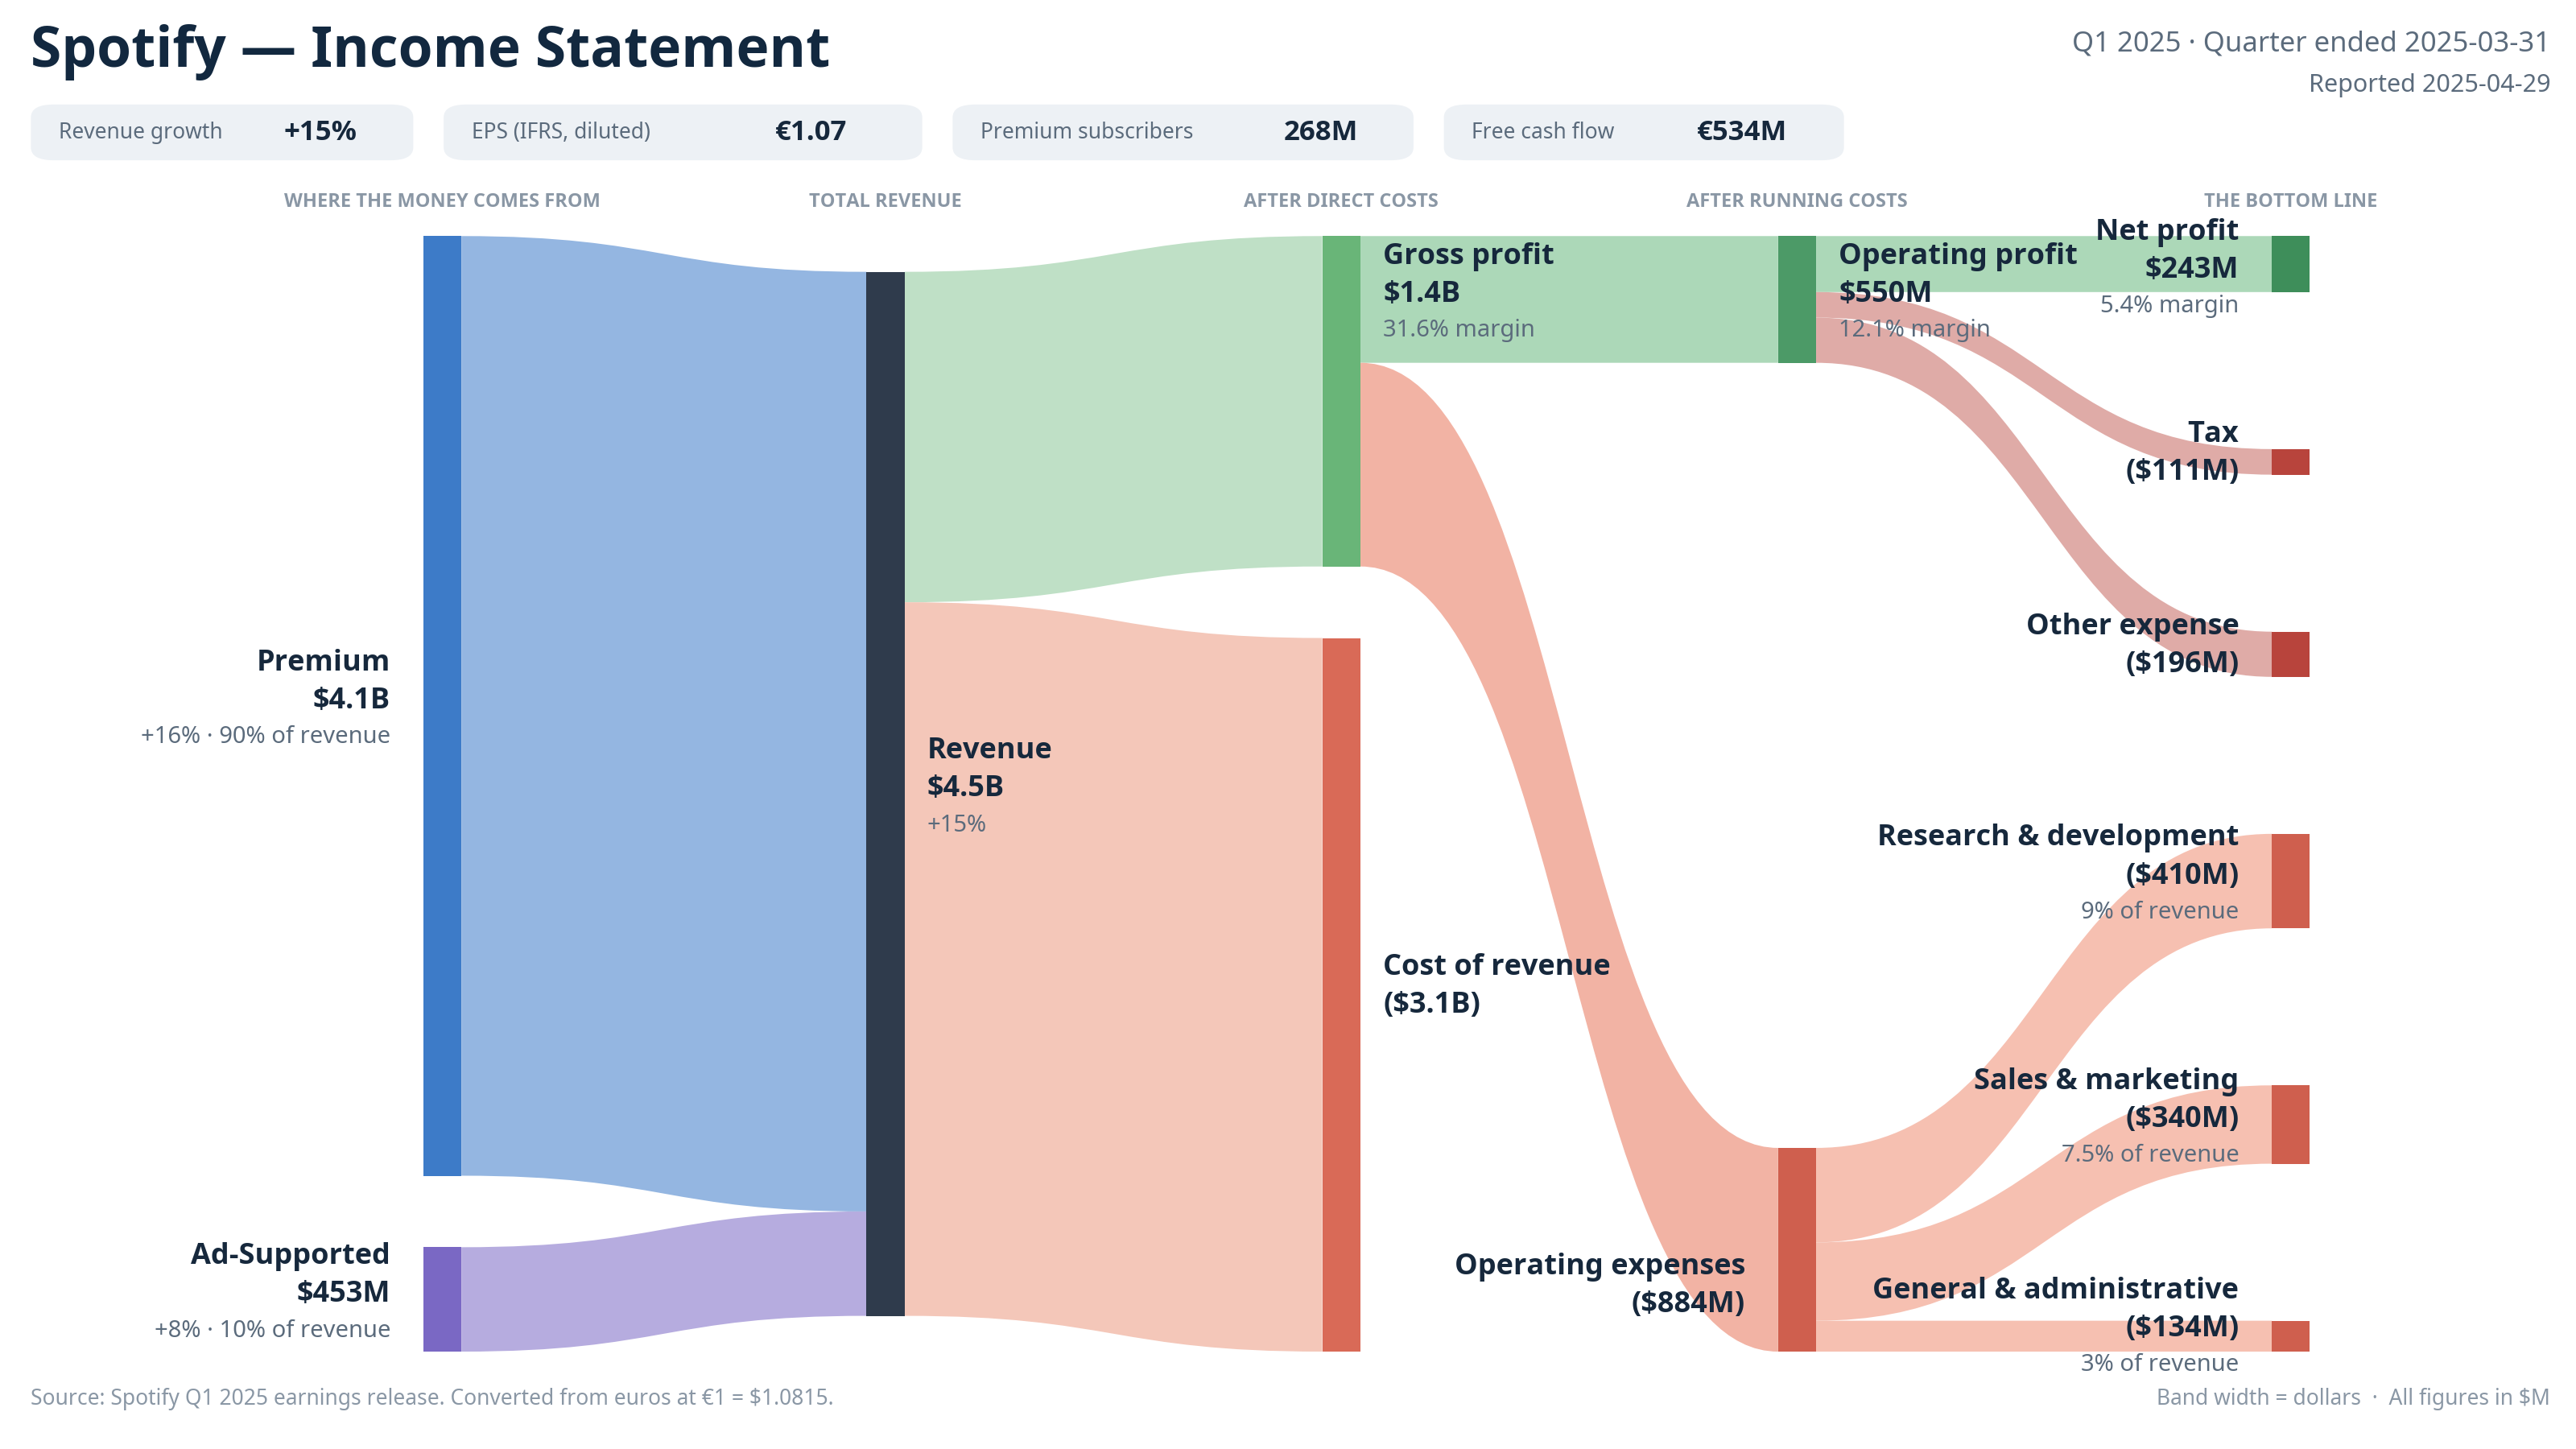 Spotify — Income Statement
Q1 2025 · Quarter ended 2025-03-31
Reported 2025-04-29
Revenue growth +15%
EPS (IFRS, diluted) €1.07
Premium subscribers 268M
Free cash flow €534M
WHERE THE MONEY COMES FROM
TOTAL REVENUE
AFTER DIRECT COSTS
AFTER RUNNING COSTS
THE BOTTOM LINE
Premium
$4.1B
+16% · 90% of revenue
Ad-Supported
$453M
+8% · 10% of revenue
Revenue
$4.5B
+15%
Gross profit
$1.4B
31.6% margin
Cost of revenue
($3.1B)
Operating profit
$550M
12.1% margin
Operating expenses
($884M)
Net profit
$243M
5.4% margin
Tax
($111M)
Other expense
($196M)
Research & development
($410M)
9% of revenue
Sales & marketing
($340M)
7.5% of revenue
General & administrative
($134M)
3% of revenue
Source: Spotify Q1 2025 earnings release. Converted from euros at €1 = $1.0815.
Band width = dollars · All figures in $M